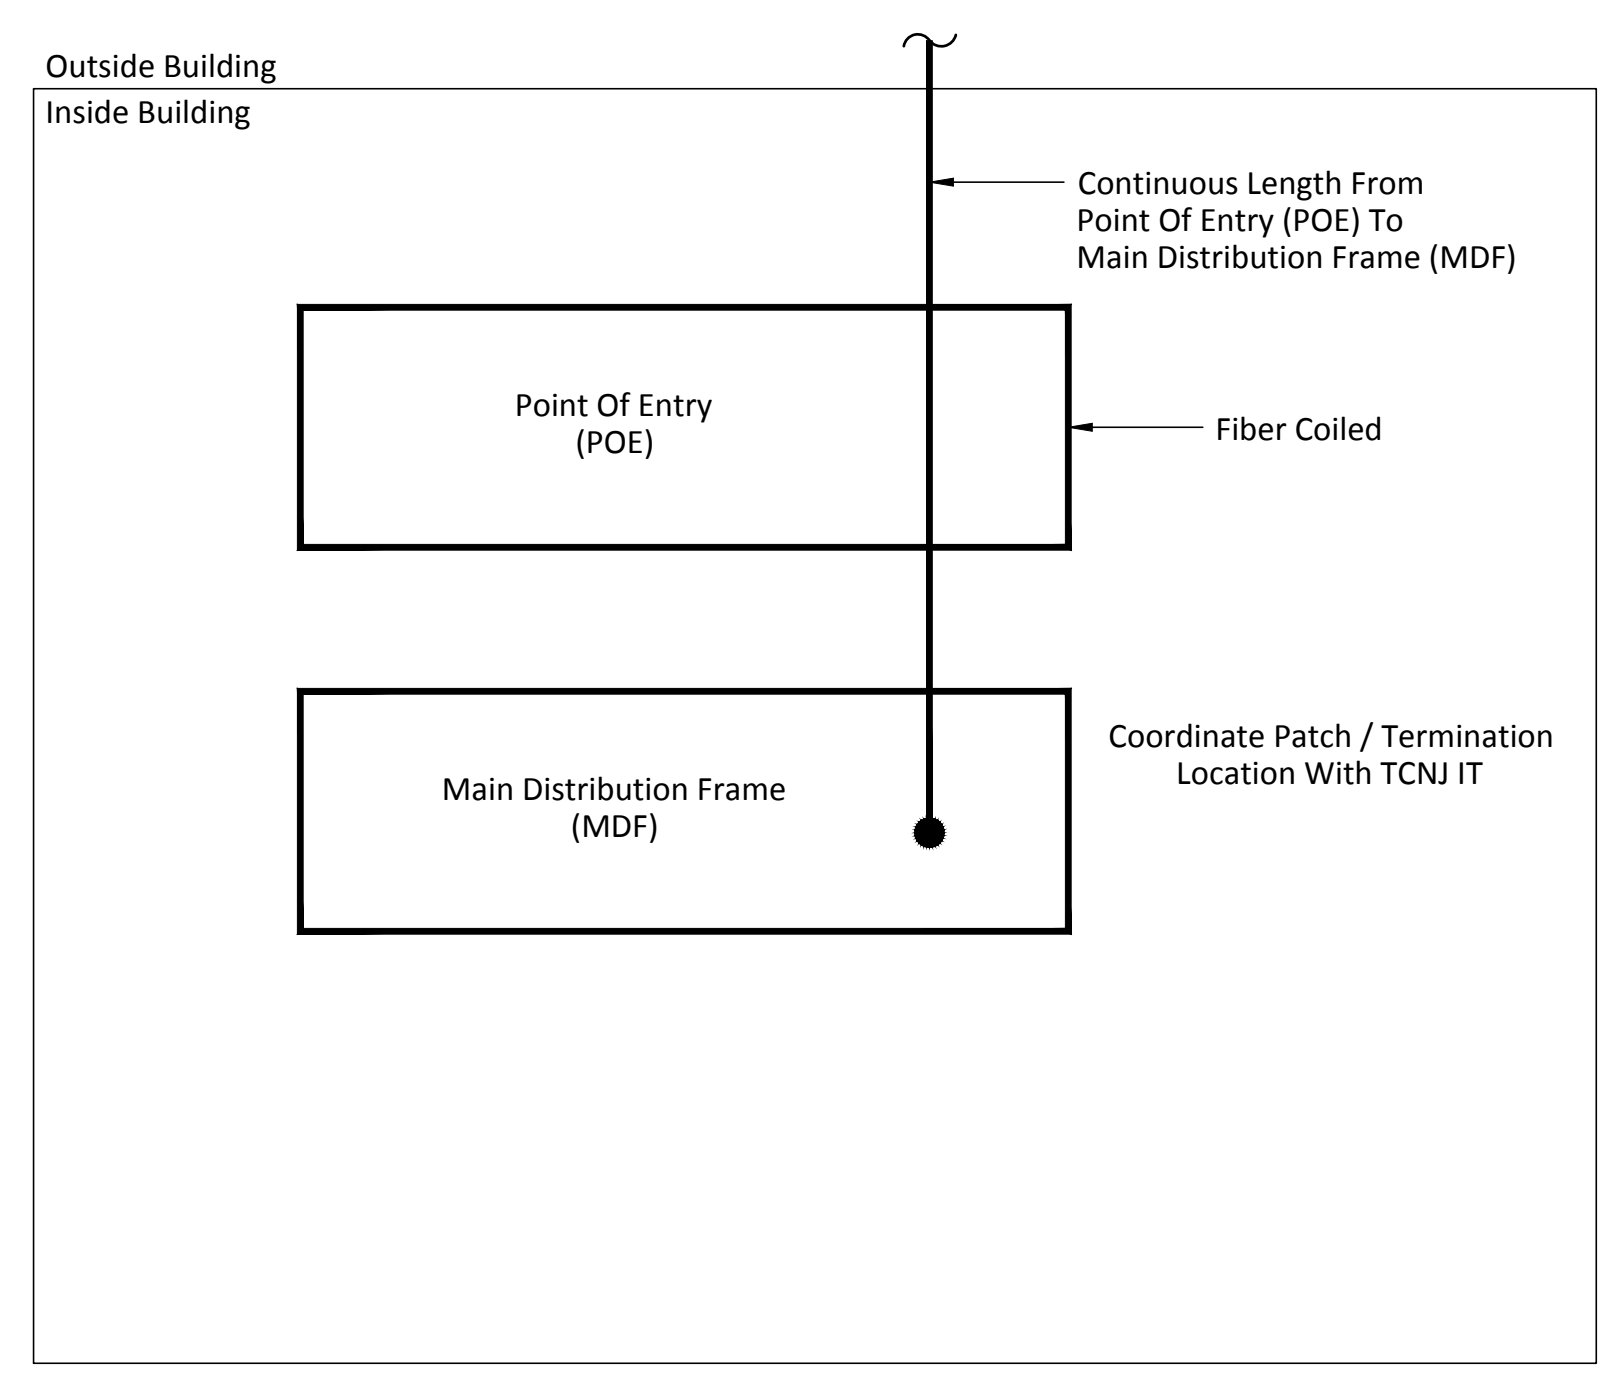 Outside Building
Inside Building
Continuous Length From
Point Of Entry (POE) To
Main Distribution Frame (MDF)
Point Of Entry
(POE)
Fiber Coiled
Main Distribution Frame
(MDF)
Coordinate Patch / Termination
Location With TCNJ IT